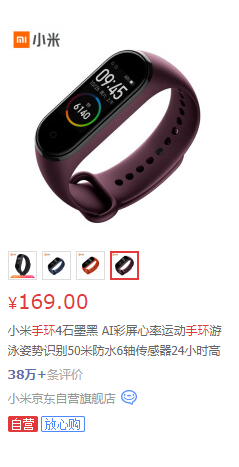 小米
09:45
6140
¥169.00
小米手环4石墨黑 AI彩屏心率运动手环游
泳姿势识别50米防水6轴传感器24小时高
38万+条评价
小米京东自营旗舰店
自营 放心购